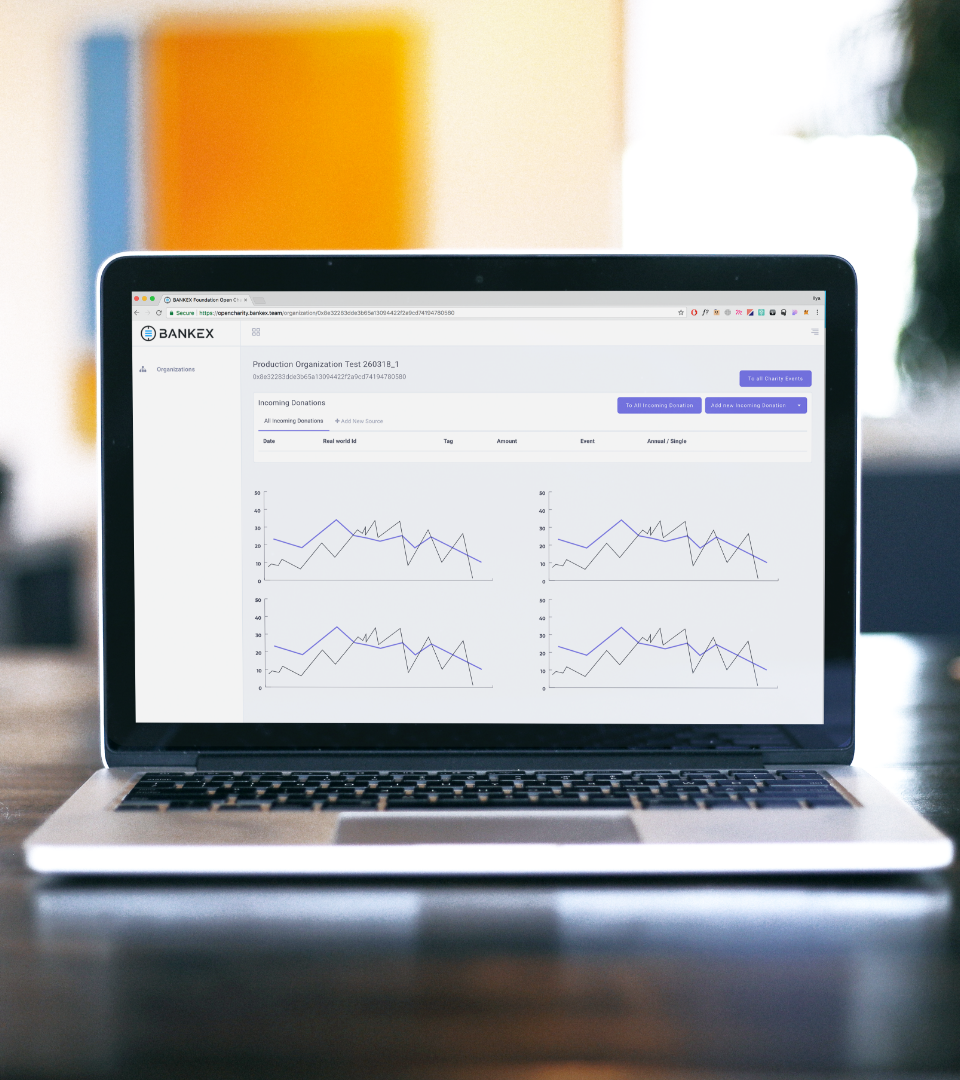 BANKEX Foundation Open Ch
Ilya
Secure https://opencharity.bankex.team/organization/0x8e32283dde3b65a13094422f2a9cd74194780580
BANKEX
Organizations
Production Organization Test 260318_1
0x8e32283dde3b65a13094422f2a9cd74194780580
To all Charity Events
Incoming Donations
To All Incoming Donation
Add new Incoming Donation
All Incoming Donations
Add New Source
Date Real world Id Tag Amount Event Annual / Single
50
40
30
20
10
0
50
40
30
20
10
0
50
40
30
20
10
0
50
40
30
20
10
0